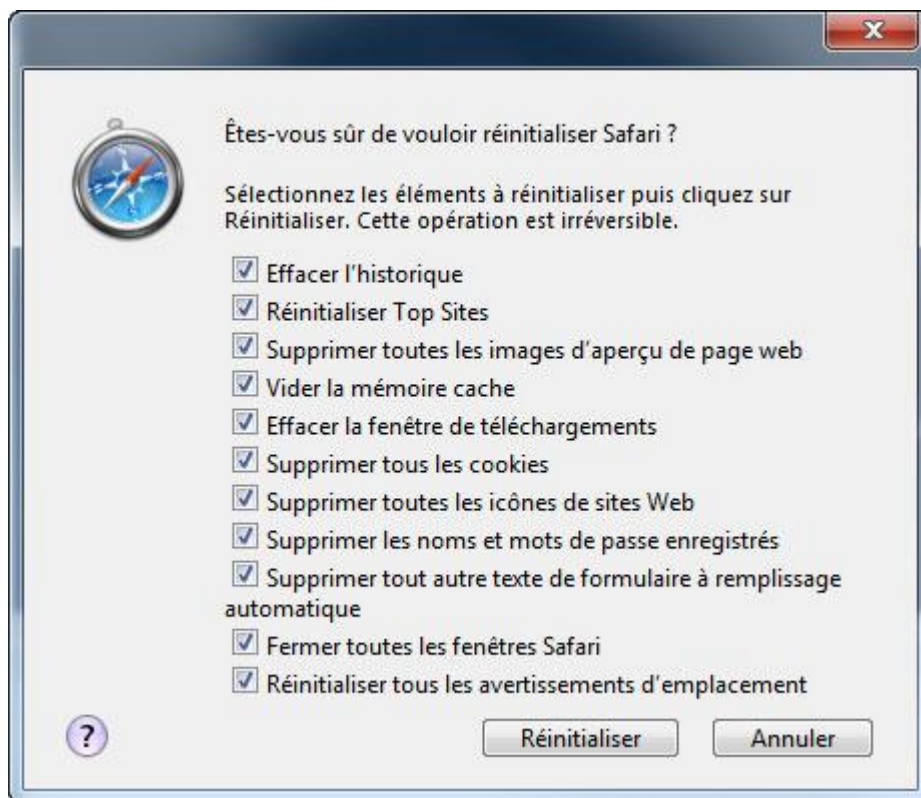 Êtes-vous sûr de vouloir réinitialiser Safari ?
Sélectionnez les éléments à réinitialiser puis cliquez sur
Réinitialiser. Cette opération est irréversible.
Effacer l'historique
Réinitialiser Top Sites
Supprimer toutes les images d'aperçu de page web
Vider la mémoire cache
Effacer la fenêtre de téléchargements
Supprimer tous les cookies
Supprimer toutes les icônes de sites Web
Supprimer les noms et mots de passe enregistrés
Supprimer tout autre texte de formulaire à remplissage
automatique
Fermer toutes les fenêtres Safari
Réinitialiser tous les avertissements d'emplacement
? Réinitialiser Annuler